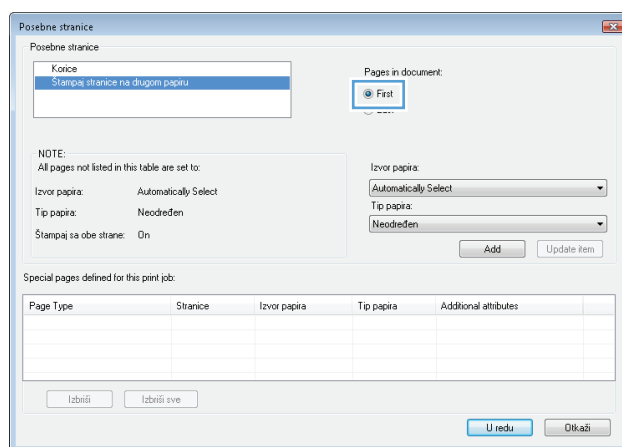 Posebne stranice
Posebne stranice
Korice
Štampaj stranice na drugom papiru
Pages in document:
First
NOTE:
All pages not listed in this table are set to:
Izvor papira: Automatically Select
Tip papira: Neodređen
Štampaj sa obe strane: On
Izvor papira:
Automatically Select
Tip papira:
Neodređen
Add Update item
Special pages defined for this print job:
Page Type Stranice Izvor papira Tip papira Additional attributes
Izbriši Izbriši sve
U redu Otkaži